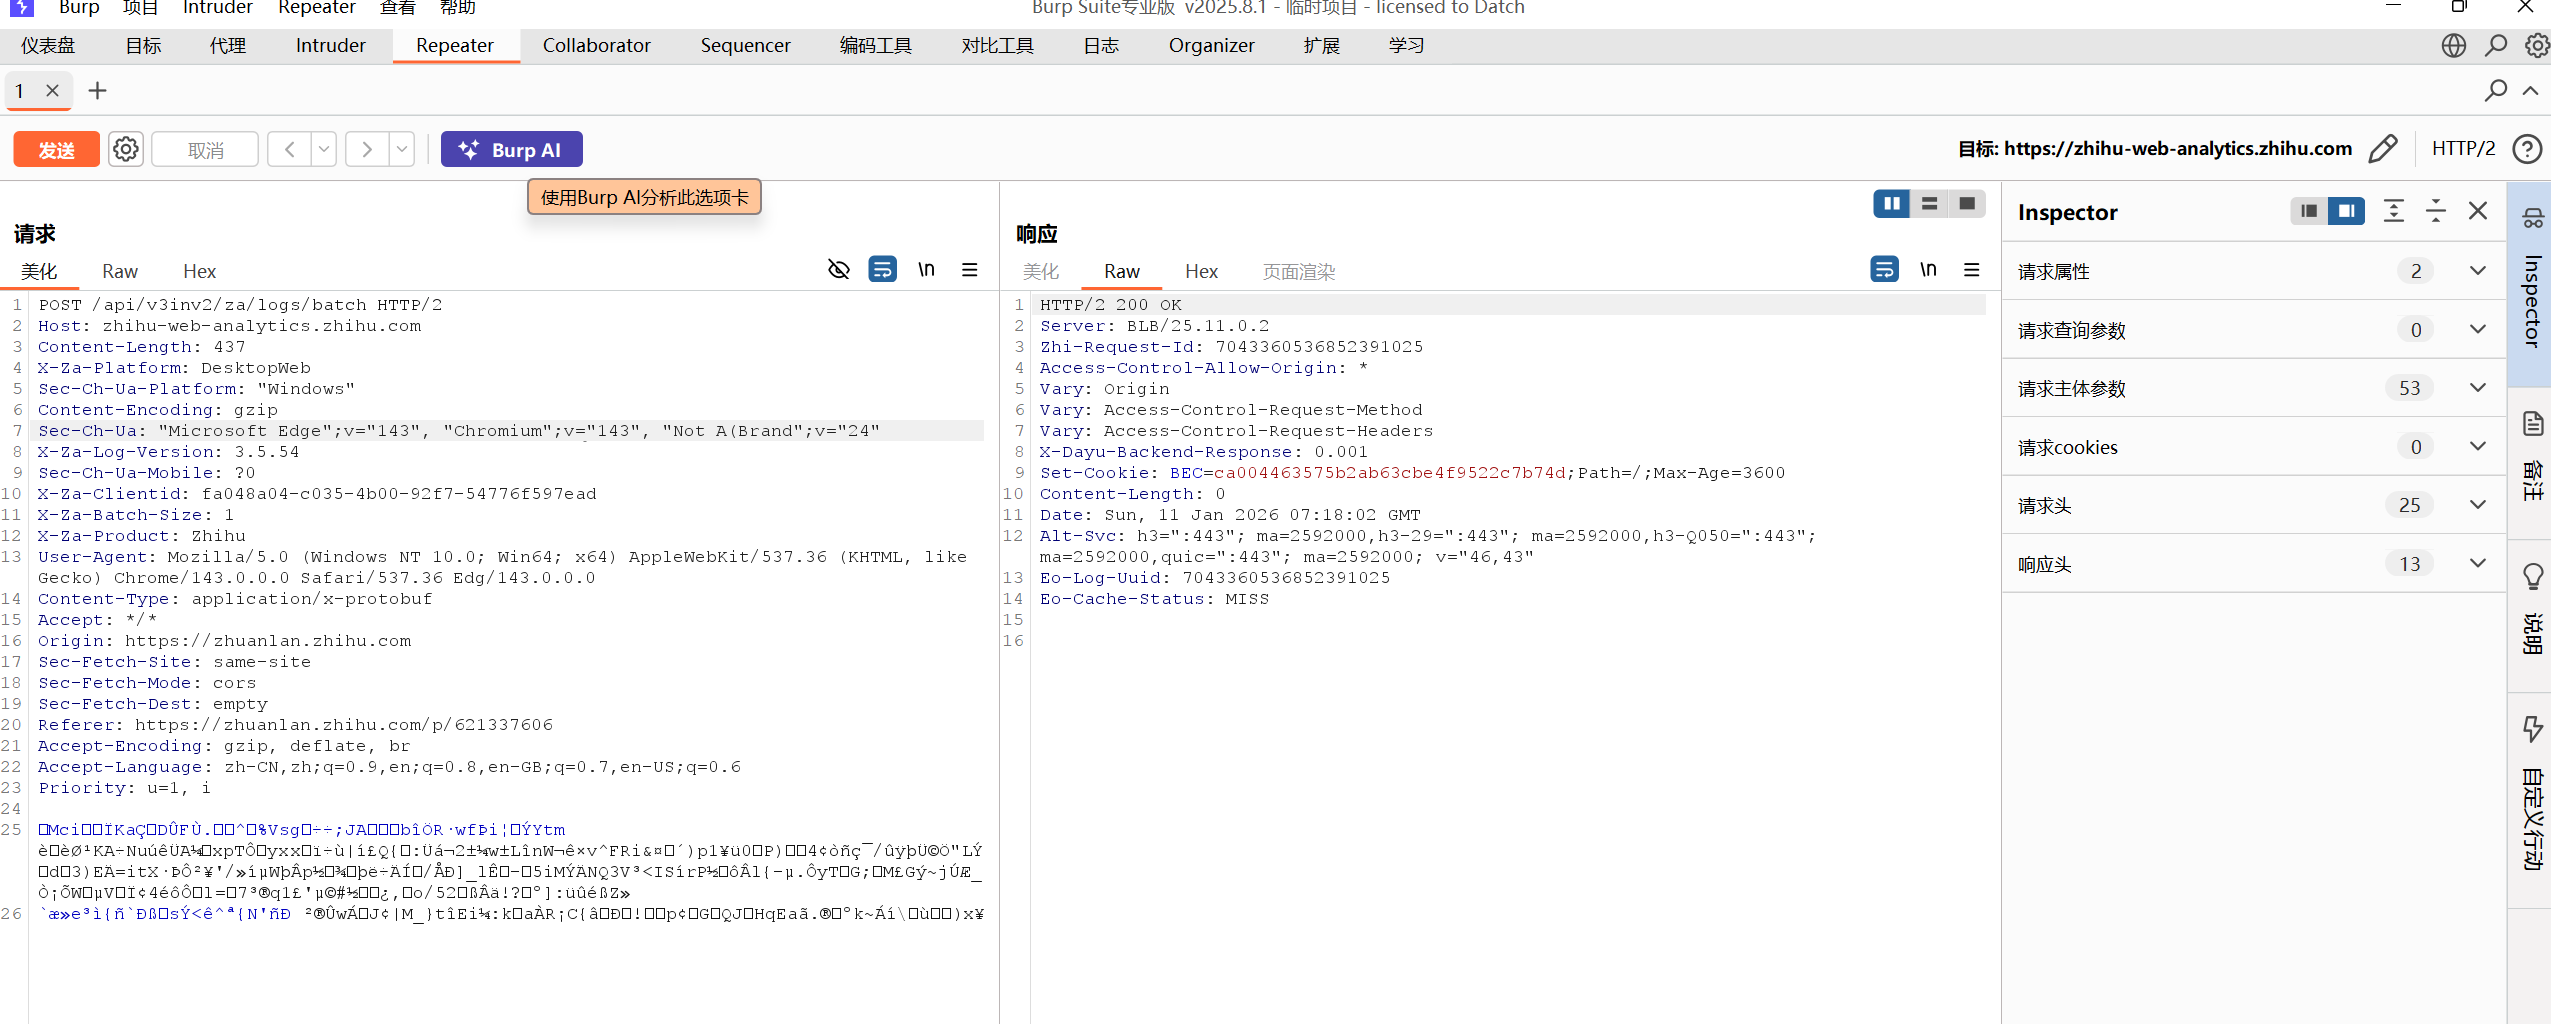 Burp 项目 Intruder Repeater 查看 帮助 Burp Suite专业版 v2025.8.1 - 临时项目 - licensed to Datch
仪表盘 目标 代理 Intruder Repeater Collaborator Sequencer 编码工具 对比工具 日志 Organizer 扩展 学习
1
发送 取消 Burp AI 目标: https://zhihu-web-analytics.zhihu.com HTTP/2
使用Burp AI分析此选项卡
请求
美化 Raw Hex \n
1 POST /api/v3inv2/za/logs/batch HTTP/2
2 Host: zhihu-web-analytics.zhihu.com
3 Content-Length: 437
4 X-Za-Platform: DesktopWeb
5 Sec-Ch-Ua-Platform: "Windows"
6 Content-Encoding: gzip
7 Sec-Ch-Ua: "Microsoft Edge";v="143", "Chromium";v="143", "Not A(Brand";v="24"
8 X-Za-Log-Version: 3.5.54
9 Sec-Ch-Ua-Mobile: ?0
10 X-Za-Clientid: fa048a04-c035-4b00-92f7-54776f597ead
11 X-Za-Batch-Size: 1
12 X-Za-Product: Zhihu
13 User-Agent: Mozilla/5.0 (Windows NT 10.0; Win64; x64) AppleWebKit/537.36 (KHTML, like
Gecko) Chrome/143.0.0.0 Safari/537.36 Edg/143.0.0.0
14 Content-Type: application/x-protobuf
15 Accept: */*
16 Origin: https://zhuanlan.zhihu.com
17 Sec-Fetch-Site: same-site
18 Sec-Fetch-Mode: cors
19 Sec-Fetch-Dest: empty
20 Referer: https://zhuanlan.zhihu.com/p/621337606
21 Accept-Encoding: gzip, deflate, br
22 Accept-Language: zh-CN,zh;q=0.9,en;q=0.8,en-GB;q=0.7,en-US;q=0.6
23 Priority: u=1, i
24
25
26
响应
美化 Raw Hex 页面渲染 \n
1 HTTP/2 200 OK
2 Server: BLB/25.11.0.2
3 Zhi-Request-Id: 7043360536852391025
4 Access-Control-Allow-Origin: *
5 Vary: Origin
6 Vary: Access-Control-Request-Method
7 Vary: Access-Control-Request-Headers
8 X-Dayu-Backend-Response: 0.001
9 Set-Cookie: BEC=ca004463575b2ab63cbe4f9522c7b74d;Path=/;Max-Age=3600
10 Content-Length: 0
11 Date: Sun, 11 Jan 2026 07:18:02 GMT
12 Alt-Svc: h3=":443"; ma=2592000,h3-29=":443"; ma=2592000,h3-Q050=":443";
ma=2592000,quic=":443"; ma=2592000; v="46,43"
13 Eo-Log-Uuid: 7043360536852391025
14 Eo-Cache-Status: MISS
15
16
Inspector
请求属性 2
请求查询参数 0
请求主体参数 53
请求cookies 0
请求头 25
响应头 13
Inspector
备注
说明
自定义行动